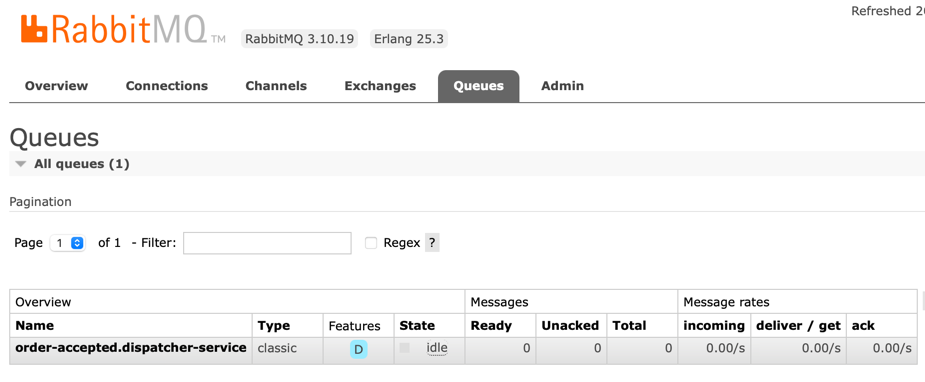 Refreshed 20
RabbitMQ TM RabbitMQ 3.10.19 Erlang 25.3
Overview Connections Channels Exchanges Queues Admin
Queues
All queues (1)
Pagination
Page 1 of 1 - Filter: Regex ?
Overview Messages Message rates
Name Type Features State Ready Unacked Total incoming deliver / get ack
order-accepted.dispatcher-service classic D idle 0 0 0 0.00/s 0.00/s 0.00/s